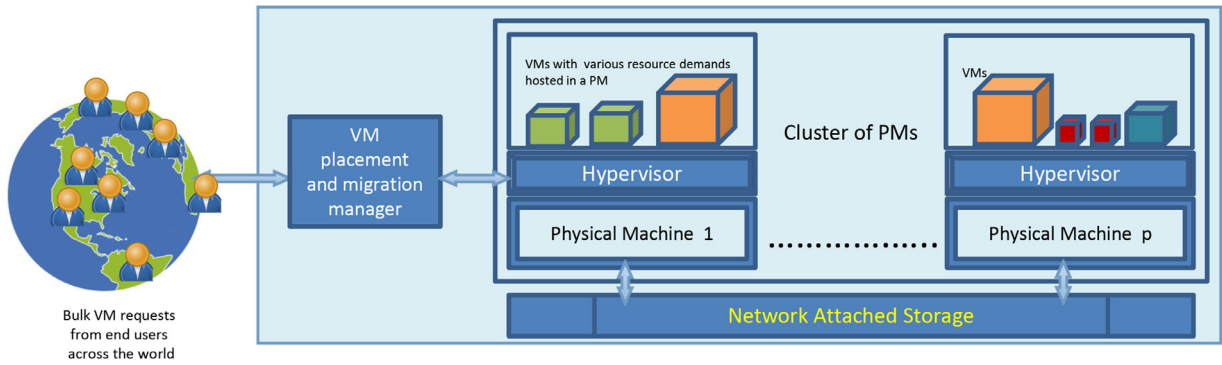 Bulk VM requests
from end users
across the world
VM
placement
and migration
manager
VMs with various resource demands
hosted in a PM
Hypervisor
Physical Machine 1
Cluster of PMs
.....................
VMs
Hypervisor
Physical Machine p
Network Attached Storage